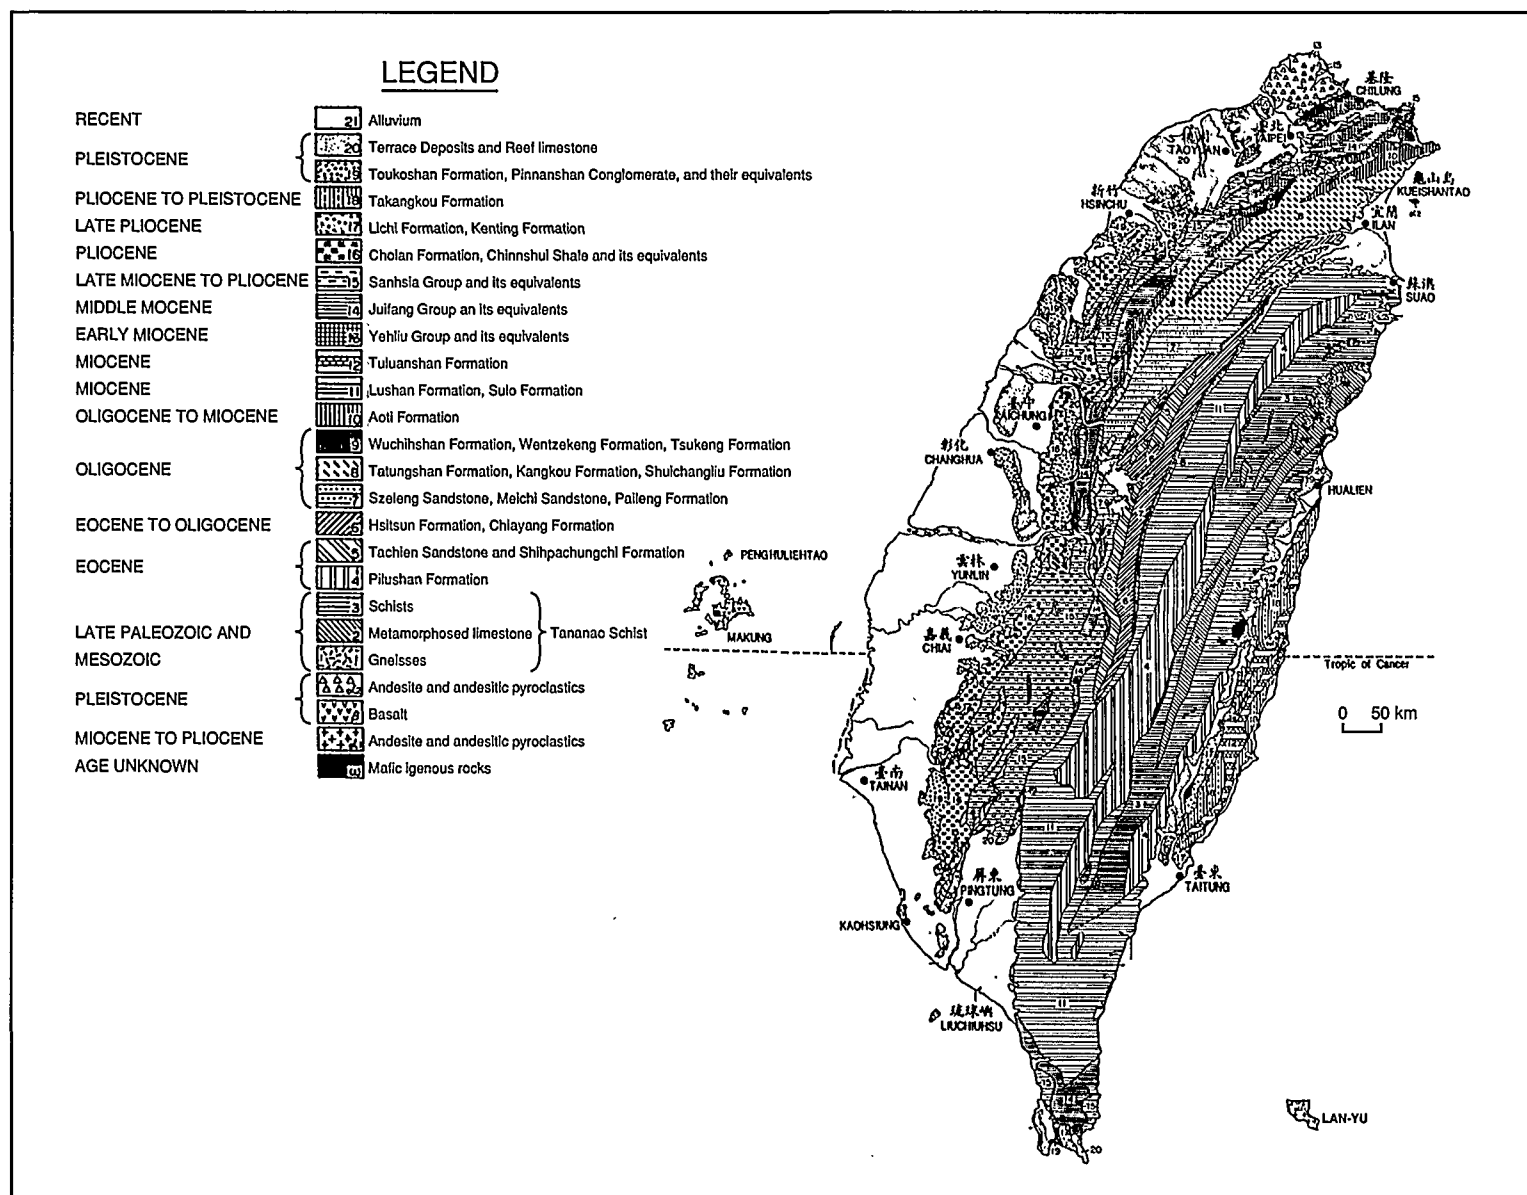 LEGEND
RECENT 21 Alluvium
PLEISTOCENE
20 Terrace Deposits and Reef limestone
19 Toukoshan Formation, Pinnanshan Conglomerate, and their equivalents
PLIOCENE TO PLEISTOCENE 18 Takangkou Formation
LATE PLIOCENE 17 Lichi Formation, Kenting Formation
PLIOCENE 16 Cholan Formation, Chinnshul Shale and its equivalents
LATE MIOCENE TO PLIOCENE 15 Sanhsia Group and its equivalents
MIDDLE MOCENE 14 Juifang Group an its equivalents
EARLY MIOCENE 13 Yehliu Group and its equivalents
MIOCENE 12 Tuluanshan Formation
MIOCENE 11 Lushan Formation, Sulo Formation
OLIGOCENE TO MIOCENE 10 Aoti Formation
OLIGOCENE
9 Wuchihshan Formation, Wentzekeng Formation, Tsukeng Formation
8 Tatungshan Formation, Kangkou Formation, Shuichangliu Formation
7 Szeleng Sandstone, Meichi Sandstone, Paileng Formation
EOCENE TO OLIGOCENE 6 Hsitsun Formation, Chiayang Formation
EOCENE
5 Tachien Sandstone and Shihpachungchi Formation
4 Pilushan Formation
LATE PALEOZOIC AND
MESOZOIC
3 Schists
2 Metamorphosed limestone
1 Gneisses
Tananao Schist
PLEISTOCENE
Andesite and andesitic pyroclastics
Basalt
MIOCENE TO PLIOCENE Andesite and andesitic pyroclastics
AGE UNKNOWN Mafic igenous rocks
基隆
CHILUNG
臺北
TAIPEI
TAOYUAN
20
新竹
HSINCHU
龜山島
KUEISHANTAO
宜蘭
ILAN
蘇澳
SUAO
臺中
TAICHUNG
彰化
CHANGHUA
HUALIEN
雲林
YUNLIN
PENGHULIEHTAO
MAKUNG
嘉義
CHIAI
Tropic of Cancer
0 50 km
臺南
TAINAN
屏東
PINGTUNG
臺東
TAITUNG
KAOHSIUNG
琉球嶼
LIUCHIUHSU
LAN-YU
11
11
11
4
19
20